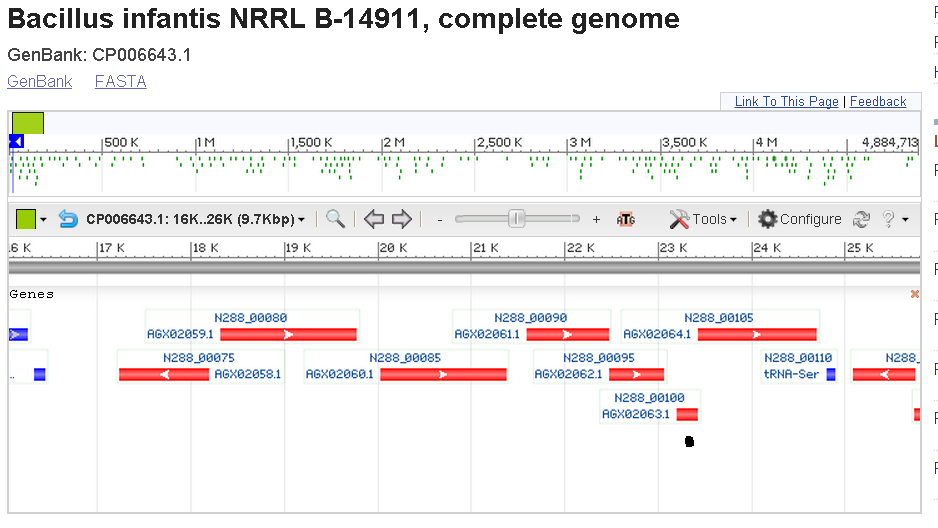 Bacillus infantis NRRL B-14911, complete genome
GenBank: CP006643.1
GenBank FASTA
Link To This Page | Feedback
500 K 1 M 1,500 K 2 M 2,500 K 3 M 3,500 K 4 M 4,884,713
CP006643.1: 16K..26K (9.7Kbp) - + ATG Tools Configure ?
6 K 17 K 18 K 19 K 20 K 21 K 22 K 23 K 24 K 25 K
Genes
N288_00080 N288_00090 N288_00105
AGX02059.1 AGX02061.1 AGX02064.1
N288_00075 N288_00085 N288_00095 N288_00110 N288_
.. AGX02058.1 AGX02060.1 AGX02062.1 tRNA-Ser
N288_00100
AGX02063.1